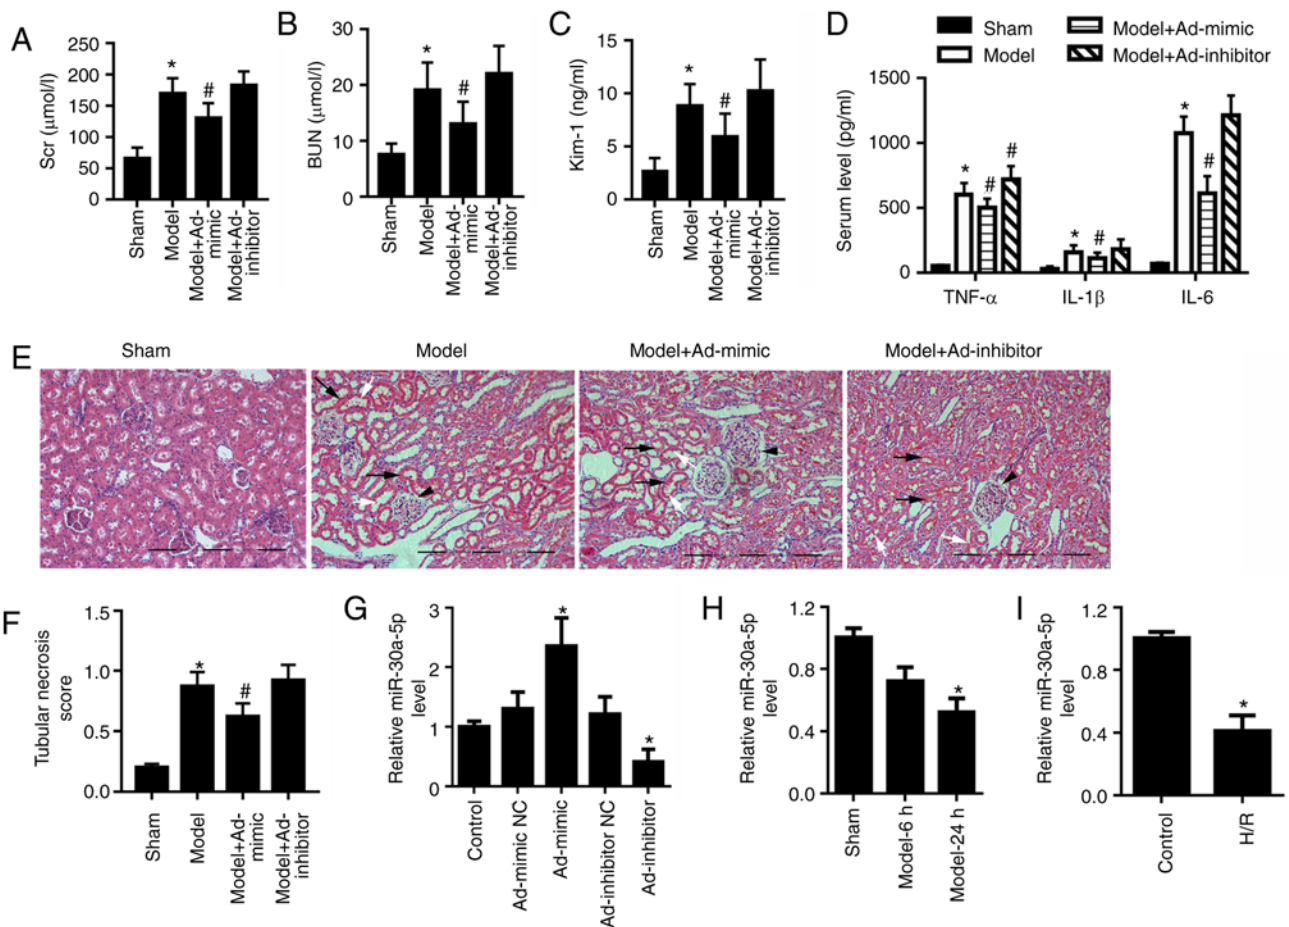 A
Scr (μmol/l)
250
200
150
100
50
0
*
#
Sham
Model
Model+Ad-
mimic
Model+Ad-
inhibitor
B
BUN (μmol/l)
30
20
10
0
*
#
Sham
Model
Model+Ad-
mimic
Model+Ad-
inhibitor
C
Kim-1 (ng/ml)
15
10
5
0
*
#
Sham
Model
Model+Ad-
mimic
Model+Ad-
inhibitor
D
Sham
Model
Model+Ad-mimic
Model+Ad-inhibitor
Serum level (pg/ml)
1500
1000
500
0
*
#
#
*
#
*
#
TNF-α
IL-1β
IL-6
E
Sham
Model
Model+Ad-mimic
Model+Ad-inhibitor
F
Tubular necrosis
score
1.5
1.0
0.5
0.0
*
#
Sham
Model
Model+Ad-
mimic
Model+Ad-
inhibitor
G
Relative miR-30a-5p
level
3
2
1
0
*
*
Control
Ad-mimic NC
Ad-mimic
Ad-inhibitor NC
Ad-inhibitor
H
Relative miR-30a-5p
level
1.2
0.8
0.4
0.0
*
Sham
Model-6 h
Model-24 h
I
Relative miR-30a-5p
level
1.2
0.8
0.4
0.0
*
Control
H/R